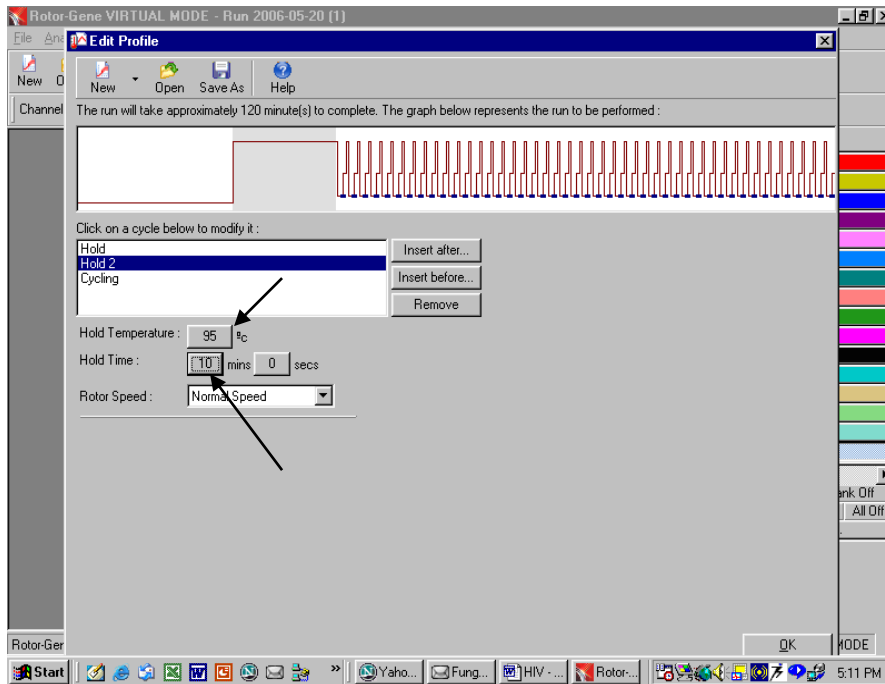 Rotor-Gene VIRTUAL MODE - Run 2006-05-20 (1)
File Ana
Edit Profile
New
New Open Save As Help
Channel
The run will take approximately 120 minute(s) to complete. The graph below represents the run to be performed :
Click on a cycle below to modify it :
Hold
Hold 2
Cycling
Insert after...
Insert before...
Remove
Hold Temperature : 95 ºc
Hold Time : 10 mins 0 secs
Rotor Speed : Normal Speed
ank Off
All Off
OK
Rotor-Ger
MODE
Start » Yaho... Fung... HIV - ... Rotor-... 5:11 PM